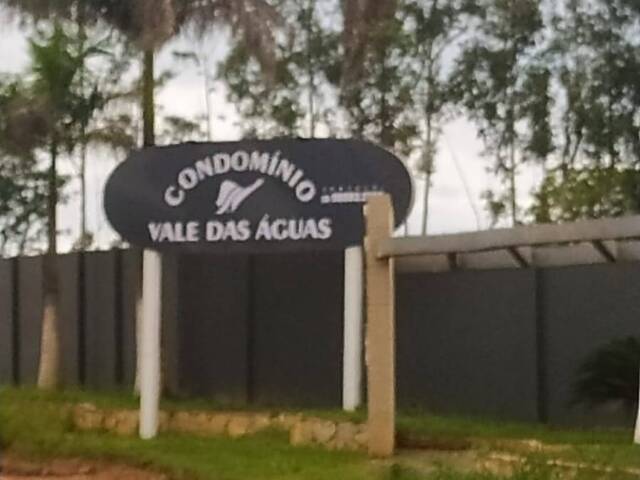 CONDOMÍNIO
VALE DAS ÁGUAS